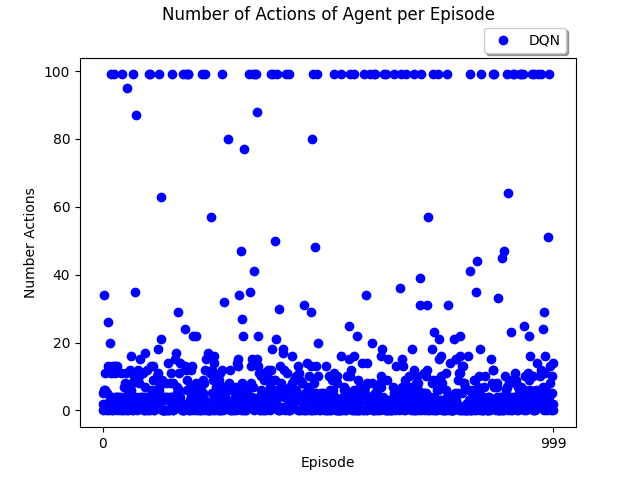 Number of Actions of Agent per Episode
DQN
100
80
60
40
20
0
Number Actions
0
999
Episode